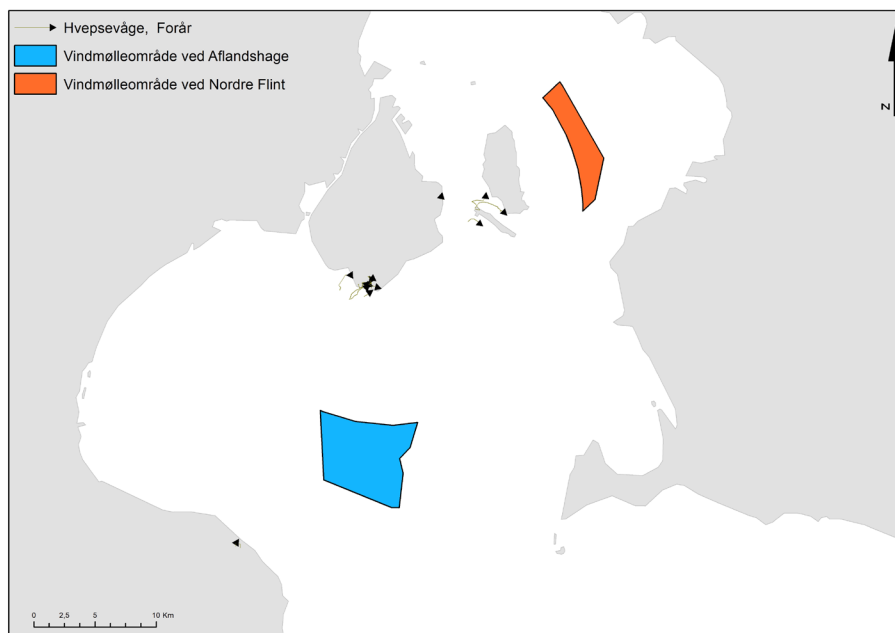 Hvepsevåge,  Forår
Vindmølleområde ved Aflandshage
Vindmølleområde ved Nordre Flint
N
0 2,5 5 10 Km